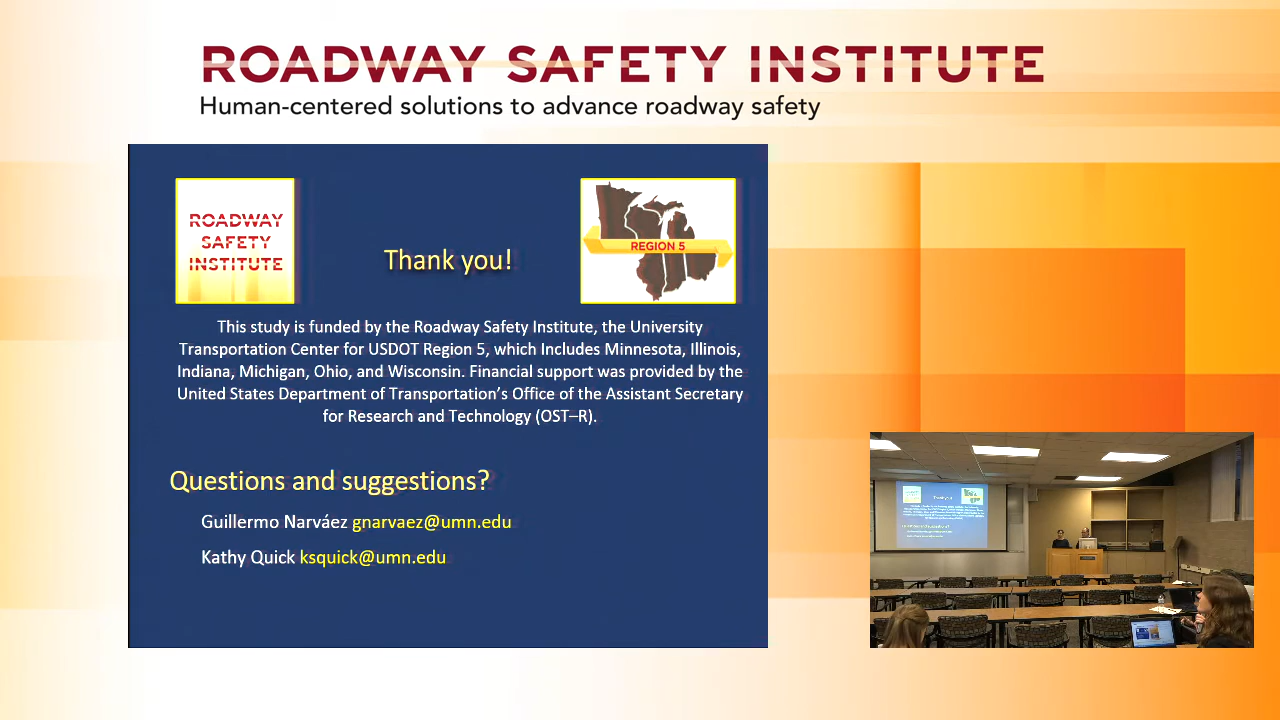 ROADWAY SAFETY INSTITUTE
Human-centered solutions to advance roadway safety
ROADWAY
SAFETY
INSTITUTE
REGION 5
Thank you!
This study is funded by the Roadway Safety Institute, the University
Transportation Center for USDOT Region 5, which Includes Minnesota, Illinois,
Indiana, Michigan, Ohio, and Wisconsin. Financial support was provided by the
United States Department of Transportation’s Office of the Assistant Secretary
for Research and Technology (OST–R).
Questions and suggestions?
Guillermo Narváez gnarvaez@umn.edu
Kathy Quick ksquick@umn.edu
Thank you!